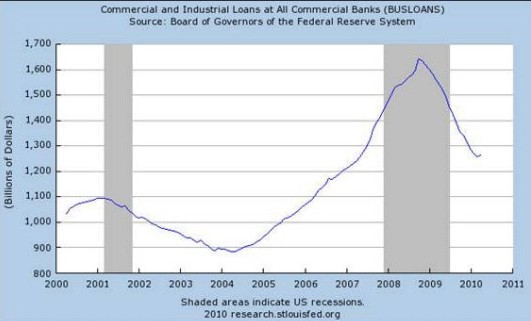 Commercial and Industrial Loans at All Commercial Banks (BUSLOANS)
Source: Board of Governors of the Federal Reserve System
(Billions of Dollars)
1,700
1,600
1,500
1,400
1,300
1,200
1,100
1,000
900
800
2000 2001 2002 2003 2004 2005 2006 2007 2008 2009 2010 2011
Shaded areas indicate US recessions.
2010 research.stlouisfed.org